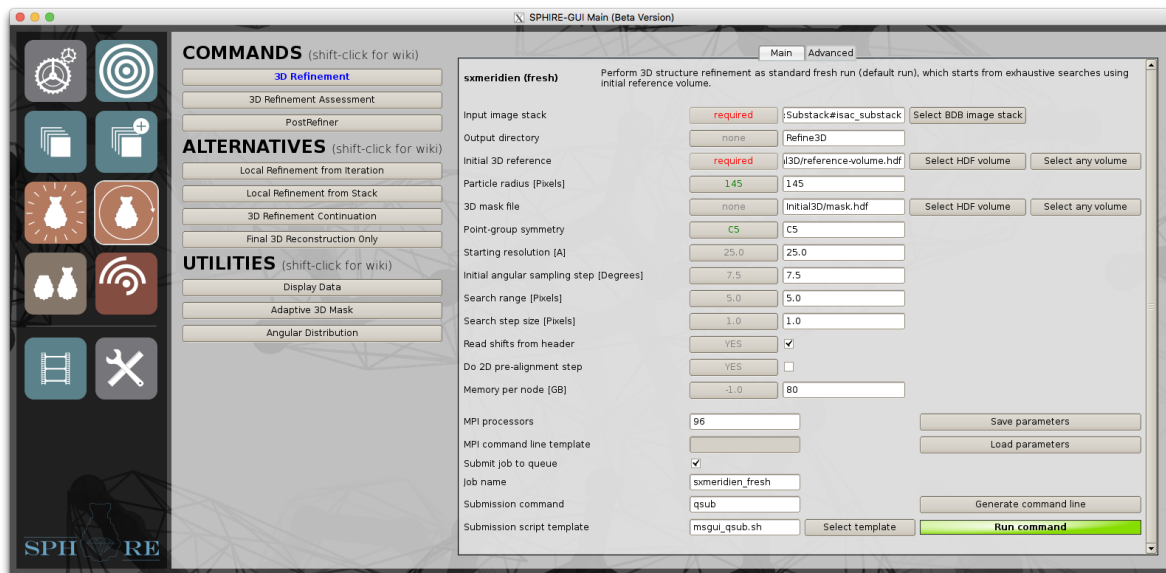 SPHIRE-GUI Main (Beta Version)
COMMANDS (shift-click for wiki)
3D Refinement
3D Refinement Assessment
PostRefiner
ALTERNATIVES (shift-click for wiki)
Local Refinement from Iteration
Local Refinement from Stack
3D Refinement Continuation
Final 3D Reconstruction Only
UTILITIES (shift-click for wiki)
Display Data
Adaptive 3D Mask
Angular Distribution
SPHIRE
Main Advanced
sxmeridien (fresh) Perform 3D structure refinement as standard fresh run (default run), which starts from exhaustive searches using
initial reference volume.
Input image stack required :Substack#isac_substack Select BDB image stack
Output directory none Refine3D
Initial 3D reference required al3D/reference-volume.hdf Select HDF volume Select any volume
Particle radius [Pixels] 145 145
3D mask file none Initial3D/mask.hdf Select HDF volume Select any volume
Point-group symmetry C5 C5
Starting resolution [A] 25.0 25.0
Initial angular sampling step [Degrees] 7.5 7.5
Search range [Pixels] 5.0 5.0
Search step size [Pixels] 1.0 1.0
Read shifts from header YES
Do 2D pre-alignment step YES
Memory per node [GB] -1.0 80
MPI processors 96 Save parameters
MPI command line template Load parameters
Submit job to queue
Job name sxmeridien_fresh
Submission command qsub Generate command line
Submission script template msgui_qsub.sh Select template Run command